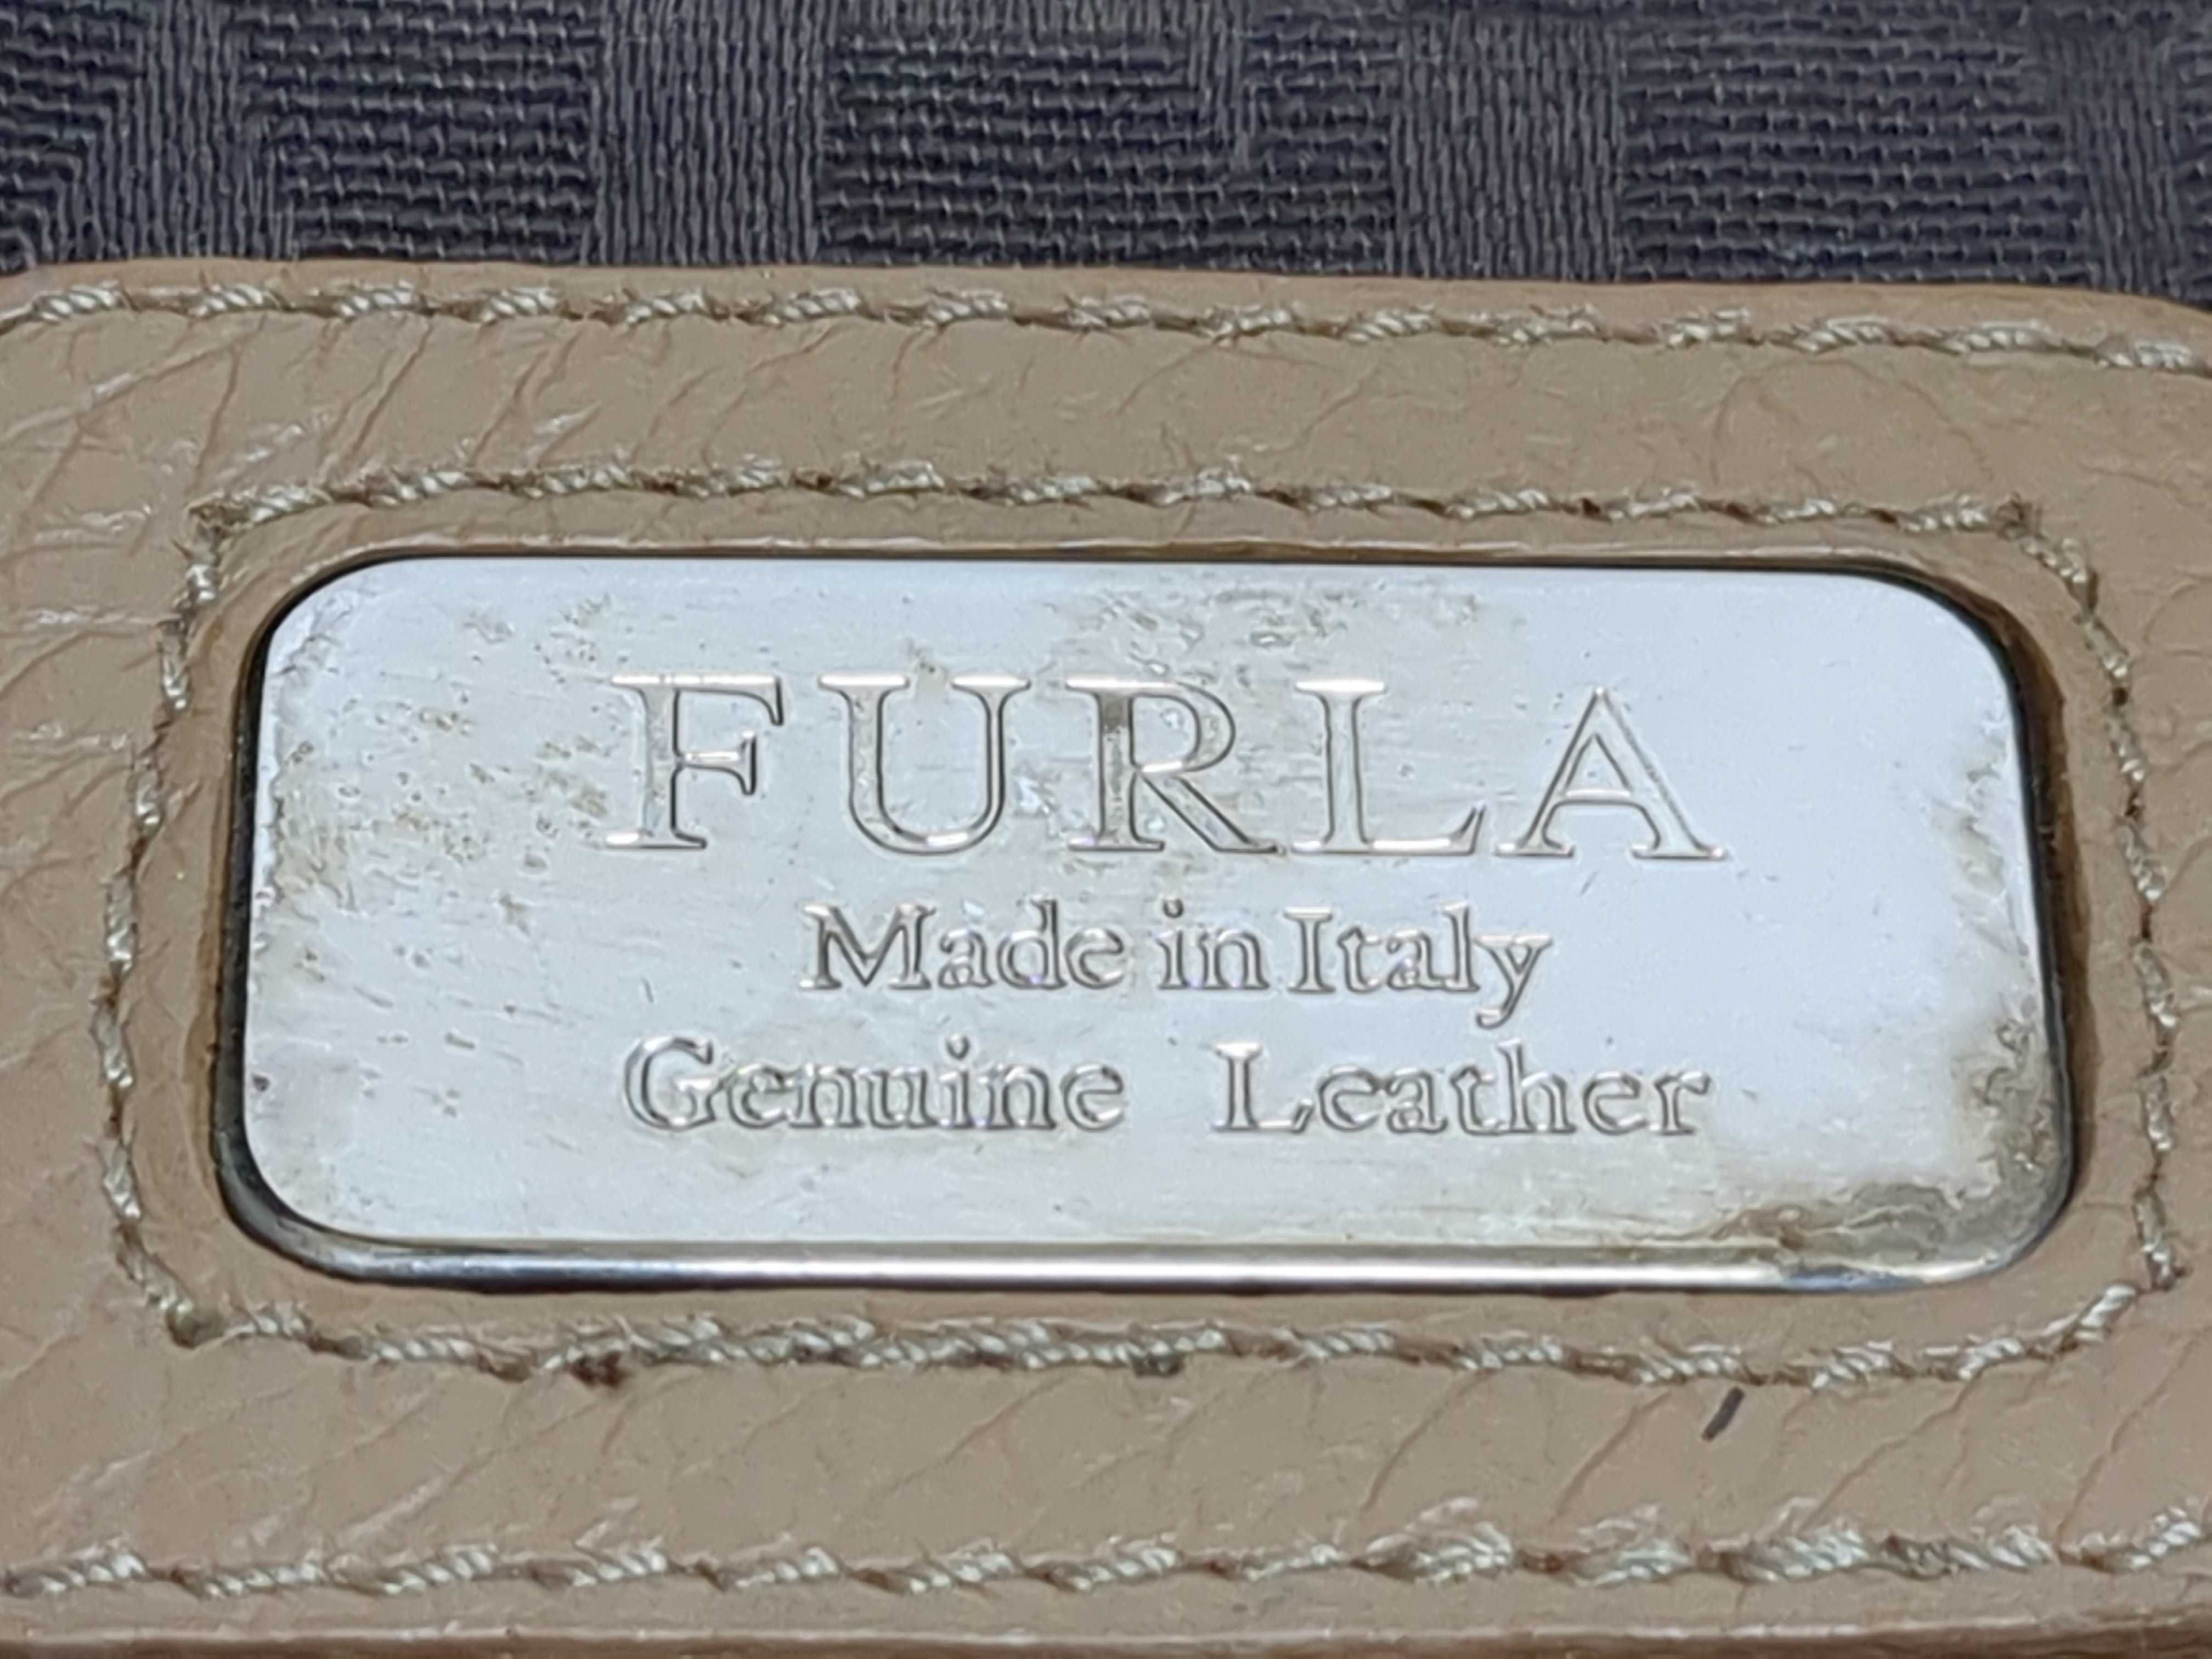 FURLA
Made in Italy
Genuine Leather